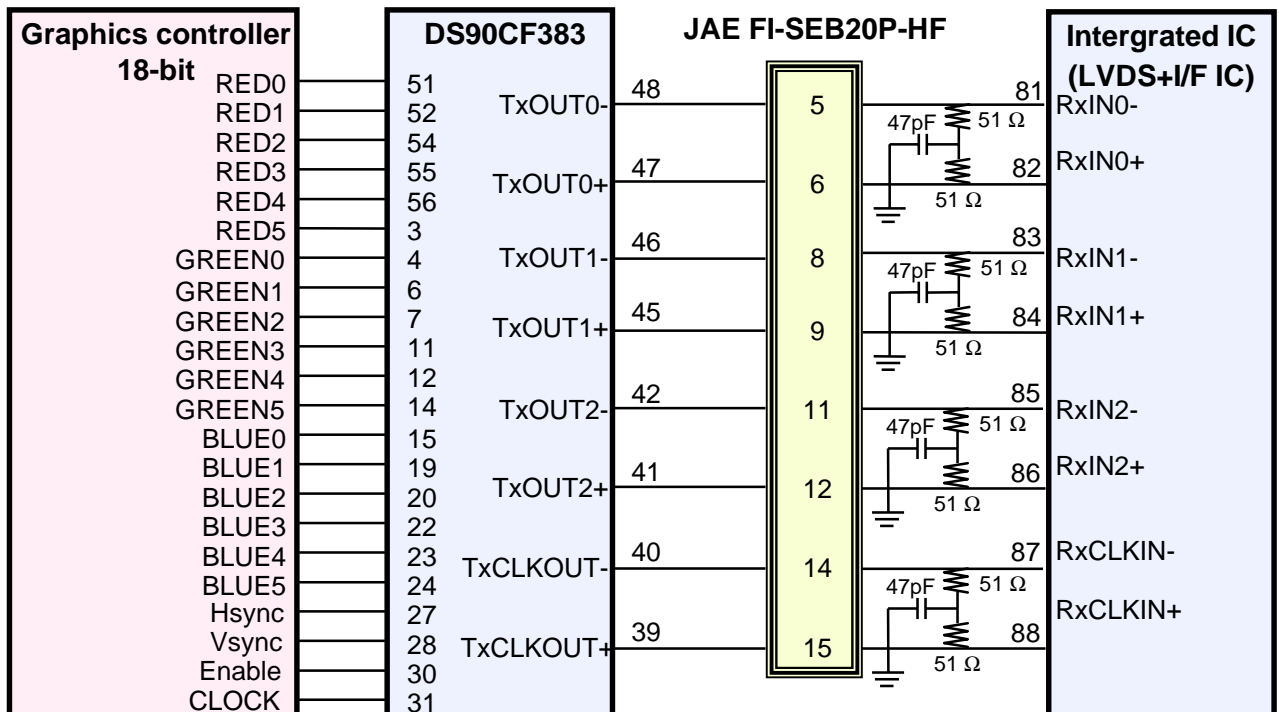 Graphics controller
18-bit
DS90CF383
JAE FI-SEB20P-HF
Intergrated IC
(LVDS+I/F IC)
RED0 51
RED1 52
RED2 54
RED3 55
RED4 56
RED5 3
GREEN0 4
GREEN1 6
GREEN2 7
GREEN3 11
GREEN4 12
GREEN5 14
BLUE0 15
BLUE1 19
BLUE2 20
BLUE3 22
BLUE4 23
BLUE5 24
Hsync 27
Vsync 28
Enable 30
CLOCK 31
TxOUT0- 48 5 81 RxIN0-
47pF 51 Ω
TxOUT0+ 47 6 82 RxIN0+
51 Ω
TxOUT1- 46 8 83 RxIN1-
47pF 51 Ω
TxOUT1+ 45 9 84 RxIN1+
51 Ω
TxOUT2- 42 11 85 RxIN2-
47pF 51 Ω
TxOUT2+ 41 12 86 RxIN2+
51 Ω
TxCLKOUT- 40 14 87 RxCLKIN-
47pF 51 Ω
TxCLKOUT+ 39 15 88 RxCLKIN+
51 Ω